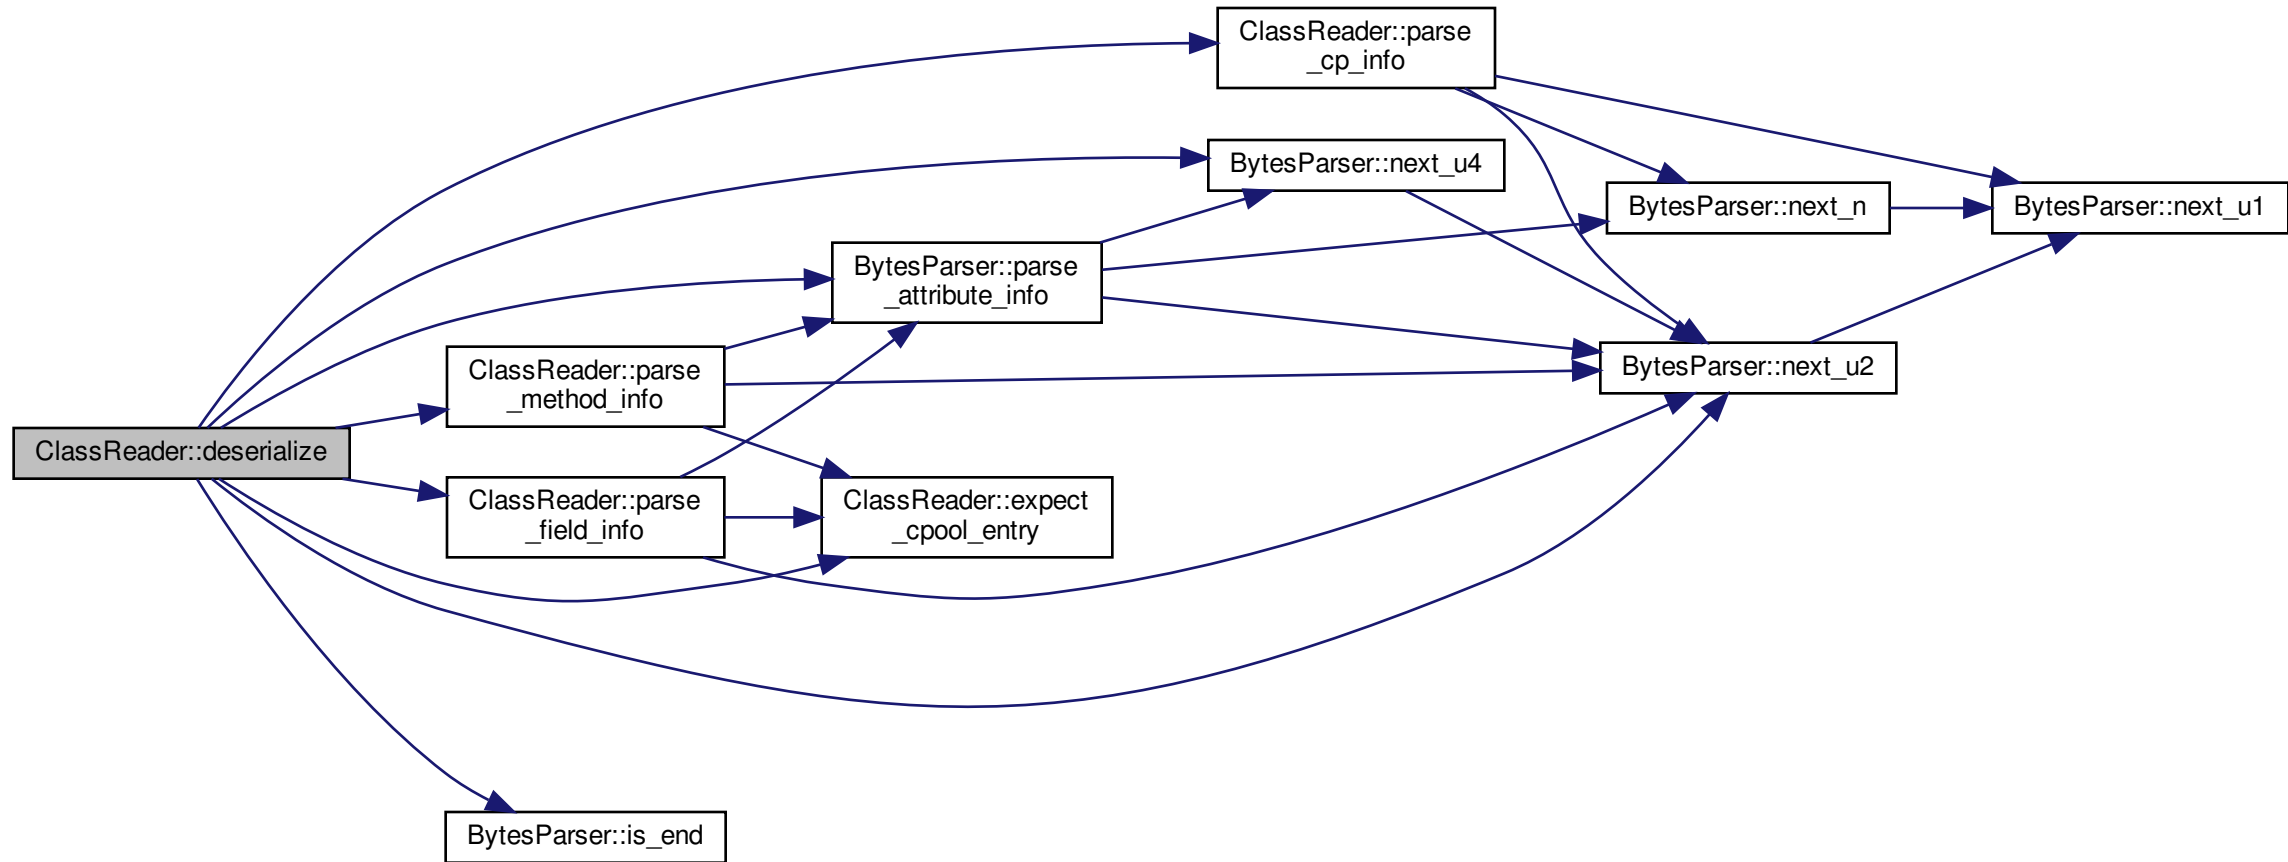 ClassReader::parse
_cp_info
BytesParser::next_u4
BytesParser::next_n
BytesParser::next_u1
BytesParser::parse
_attribute_info
ClassReader::parse
_method_info
BytesParser::next_u2
ClassReader::deserialize
ClassReader::parse
_field_info
ClassReader::expect
_cpool_entry
BytesParser::is_end